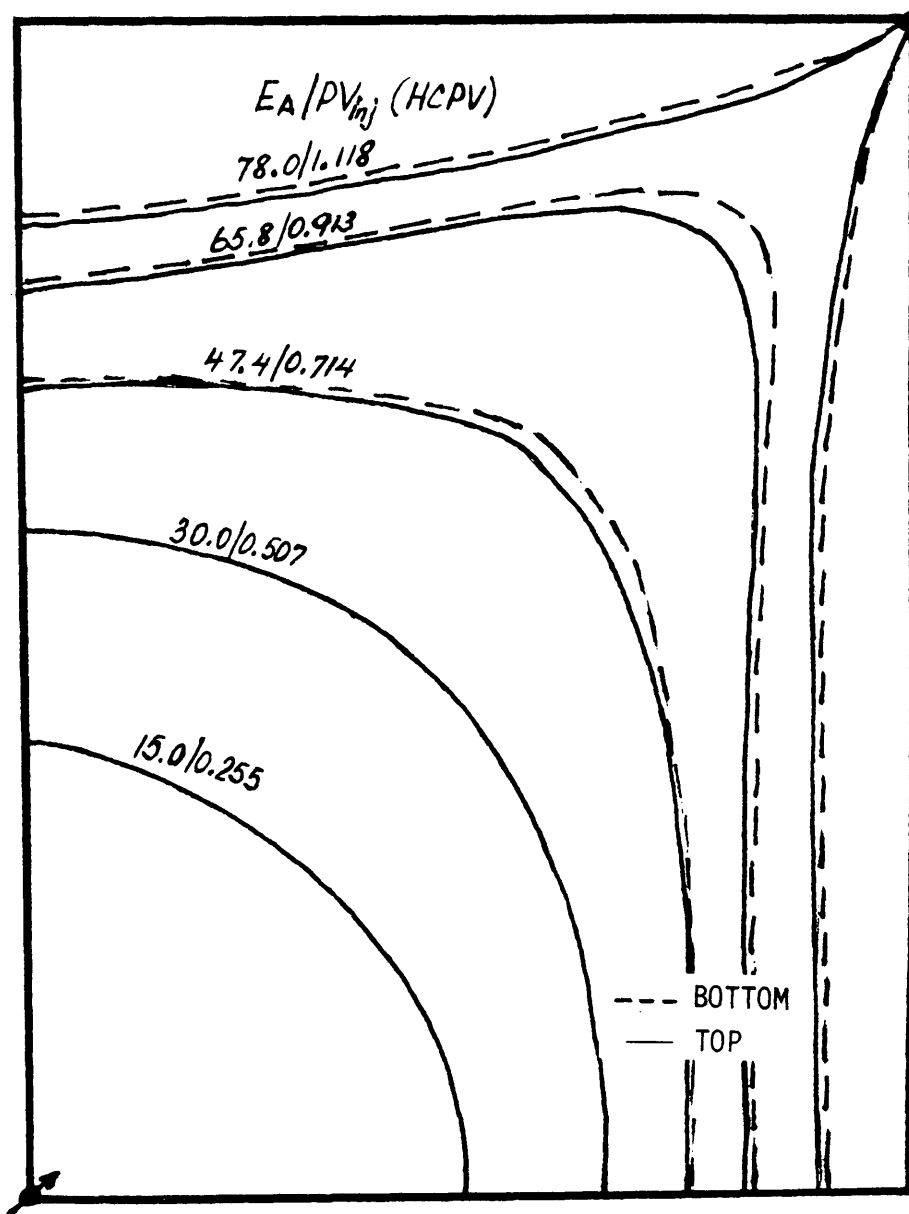 EA/PVinj (HCPV)
78.0/1.118
65.8/0.913
47.4/0.714
30.0/0.507
15.0/0.255
BOTTOM
TOP